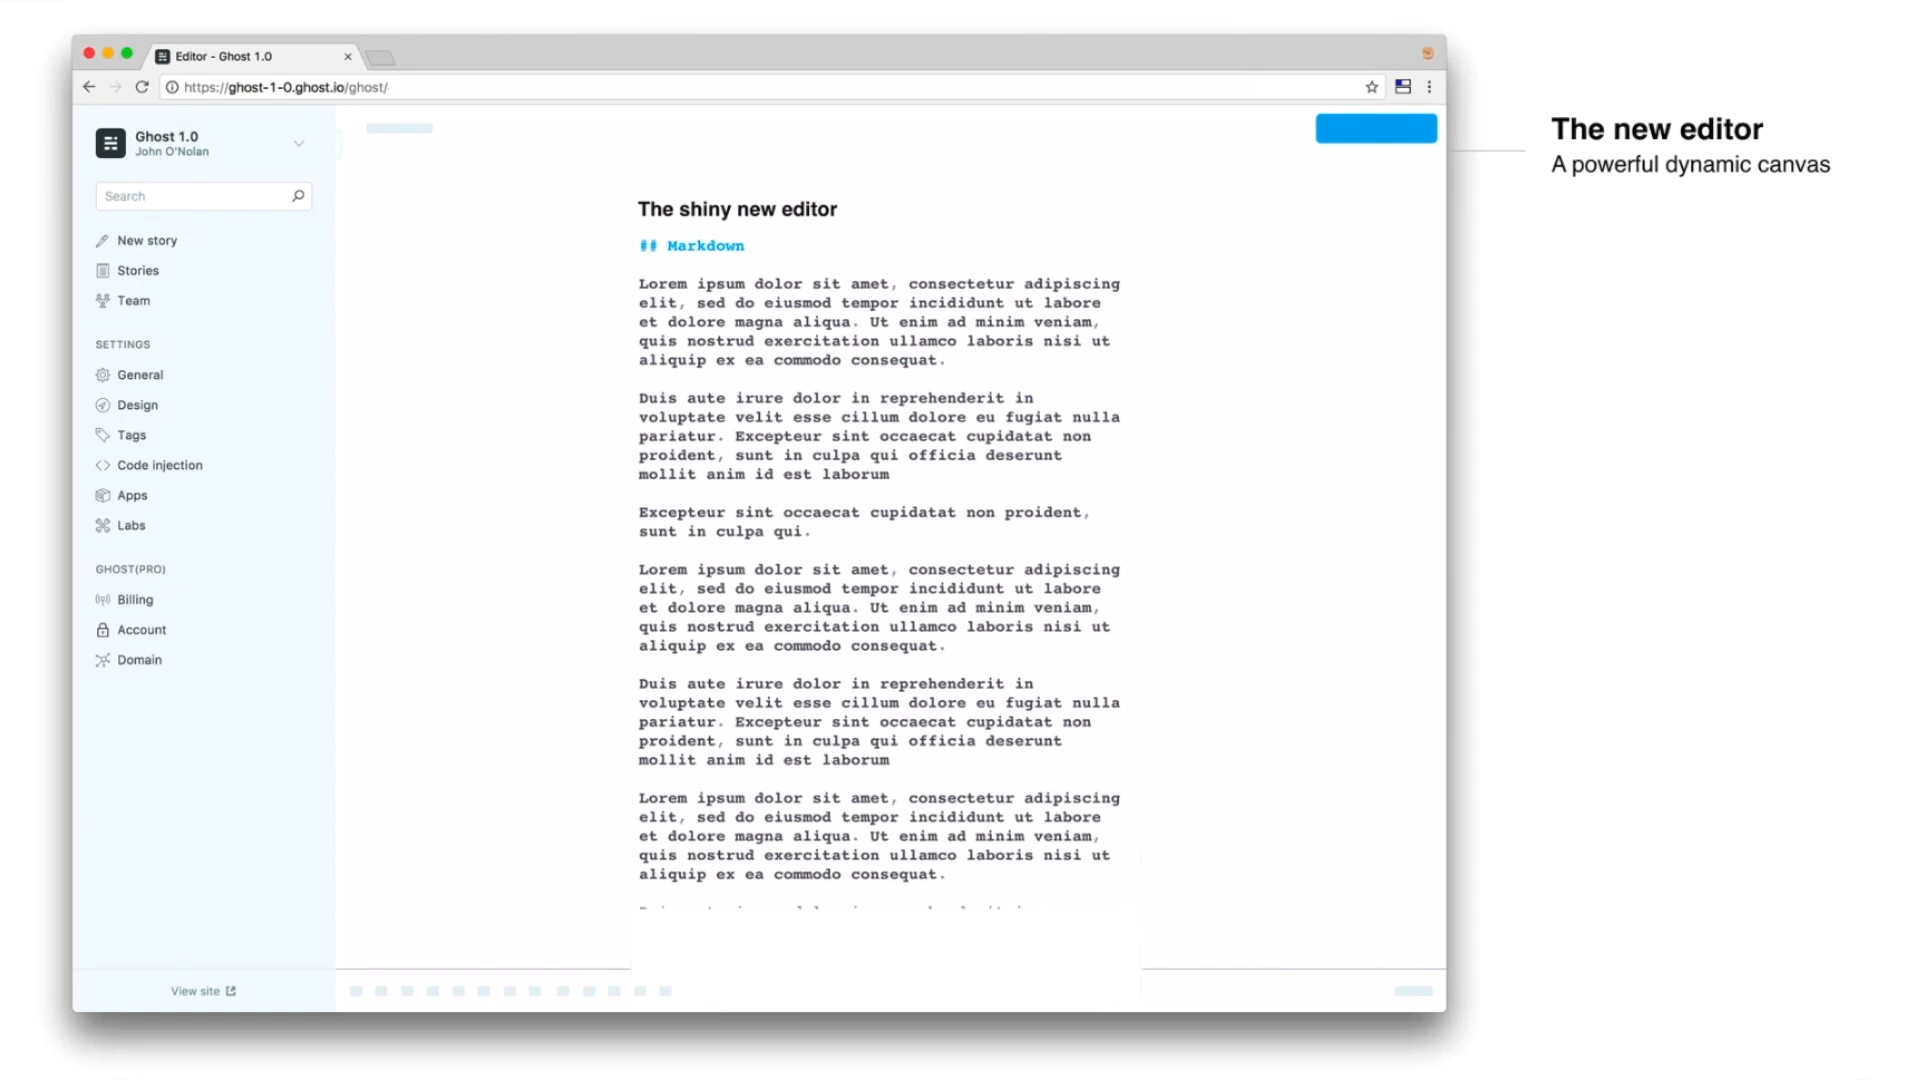 Editor - Ghost 1.0
https://ghost-1-0.ghost.io/ghost/
Ghost 1.0
John O'Nolan
Search
New story
Stories
Team
SETTINGS
General
Design
Tags
Code injection
Apps
Labs
GHOST(PRO)
Billing
Account
Domain
View site
The shiny new editor
## Markdown
Lorem ipsum dolor sit amet, consectetur adipiscing
elit, sed do eiusmod tempor incididunt ut labore
et dolore magna aliqua. Ut enim ad minim veniam,
quis nostrud exercitation ullamco laboris nisi ut
aliquip ex ea commodo consequat.
Duis aute irure dolor in reprehenderit in
voluptate velit esse cillum dolore eu fugiat nulla
pariatur. Excepteur sint occaecat cupidatat non
proident, sunt in culpa qui officia deserunt
mollit anim id est laborum
Excepteur sint occaecat cupidatat non proident,
sunt in culpa qui.
Lorem ipsum dolor sit amet, consectetur adipiscing
elit, sed do eiusmod tempor incididunt ut labore
et dolore magna aliqua. Ut enim ad minim veniam,
quis nostrud exercitation ullamco laboris nisi ut
aliquip ex ea commodo consequat.
Duis aute irure dolor in reprehenderit in
voluptate velit esse cillum dolore eu fugiat nulla
pariatur. Excepteur sint occaecat cupidatat non
proident, sunt in culpa qui officia deserunt
mollit anim id est laborum
Lorem ipsum dolor sit amet, consectetur adipiscing
elit, sed do eiusmod tempor incididunt ut labore
et dolore magna aliqua. Ut enim ad minim veniam,
quis nostrud exercitation ullamco laboris nisi ut
aliquip ex ea commodo consequat.
The new editor
A powerful dynamic canvas